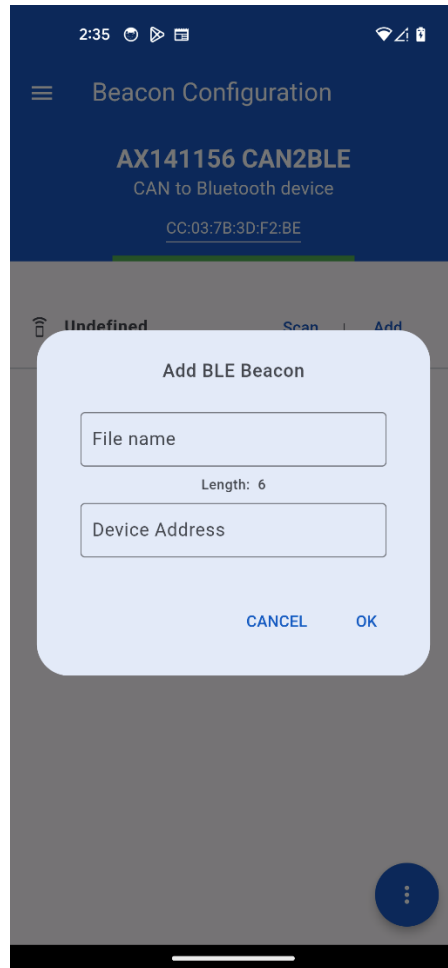 2:35
Beacon Configuration
AX141156 CAN2BLE
CAN to Bluetooth device
CC:03:7B:3D:F2:BE
Undefined Scan | Add
Add BLE Beacon
File name
Length: 6
Device Address
CANCEL OK